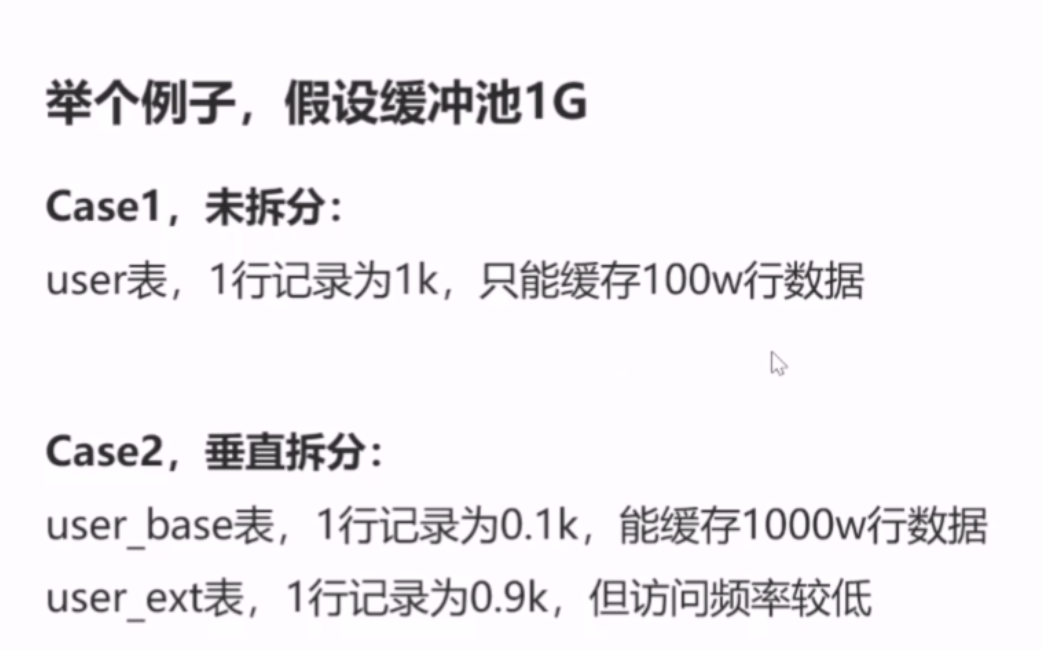 举个例子，假设缓冲池1G
Case1，未拆分：
user表，1行记录为1k，只能缓存100w行数据
Case2，垂直拆分：
user_base表，1行记录为0.1k，能缓存1000w行数据
user_ext表，1行记录为0.9k，但访问频率较低